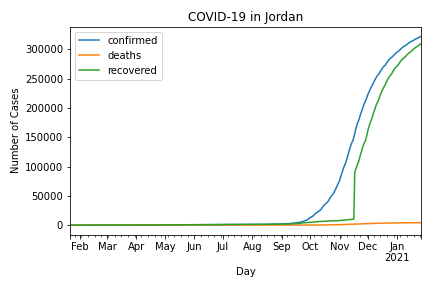 COVID-19 in Jordan
confirmed
deaths
recovered
Number of Cases
300000
250000
200000
150000
100000
50000
0
Feb Mar Apr May Jun Jul Aug Sep Oct Nov Dec Jan
2021
Day